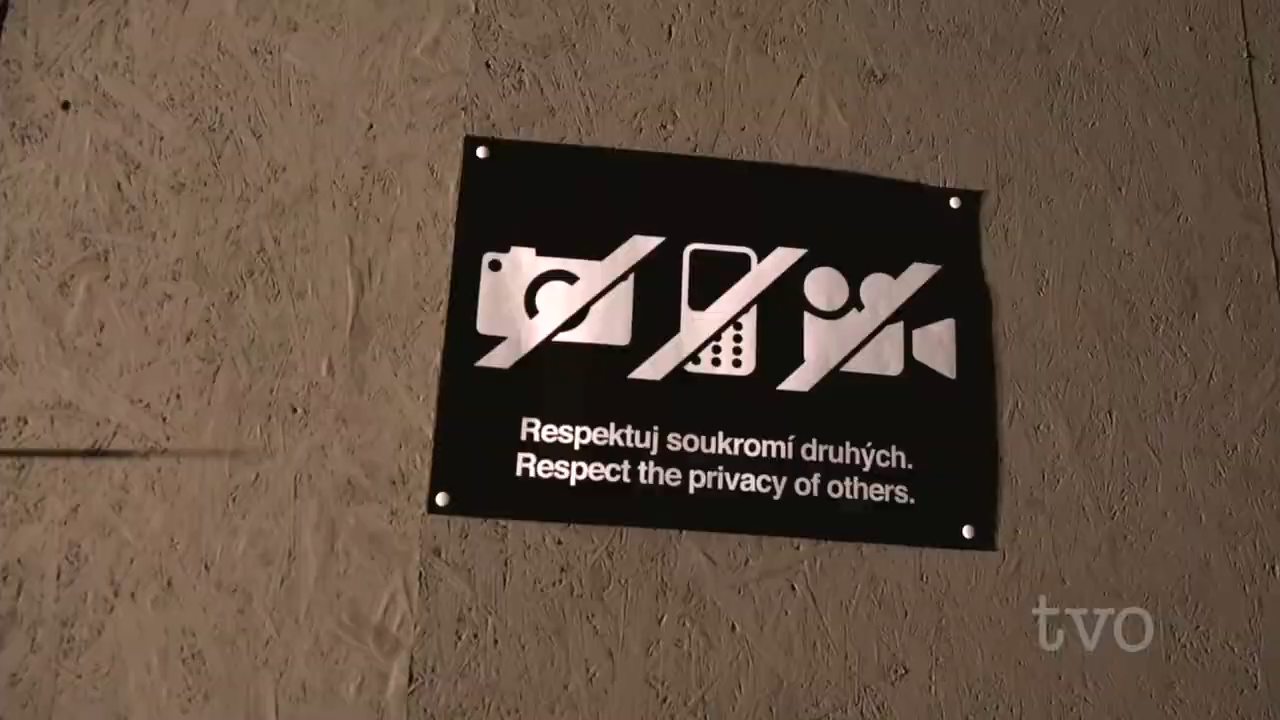 Respektuj soukromí druhých.
Respect the privacy of others.
tvo